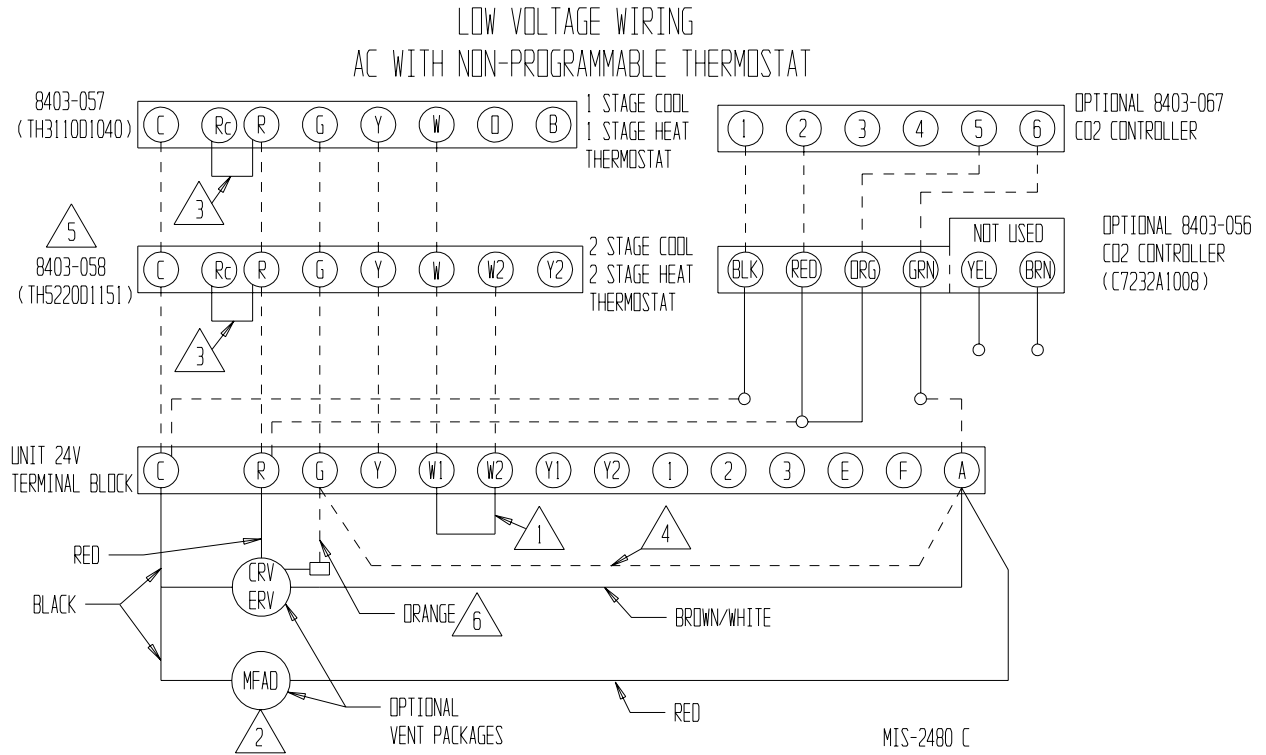 LOW VOLTAGE WIRING
AC WITH NON-PROGRAMMABLE THERMOSTAT
8403-057
(TH3110D1040)
C Rc R G Y W O B
1 STAGE COOL
1 STAGE HEAT
THERMOSTAT
1 2 3 4 5 6
OPTIONAL 8403-067
CO2 CONTROLLER
3
5
8403-058
(TH5220D1151)
C Rc R G Y W W2 Y2
2 STAGE COOL
2 STAGE HEAT
THERMOSTAT
NOT USED
BLK RED ORG GRN YEL BRN
OPTIONAL 8403-056
CO2 CONTROLLER
(C7232A1008)
3
UNIT 24V
TERMINAL BLOCK
C R G Y W1 W2 Y1 Y2 1 2 3 E F A
1
4
RED
CRV
ERV
BLACK
ORANGE 6
BROWN/WHITE
MFAD
2
OPTIONAL
VENT PACKAGES
RED
MIS-2480 C